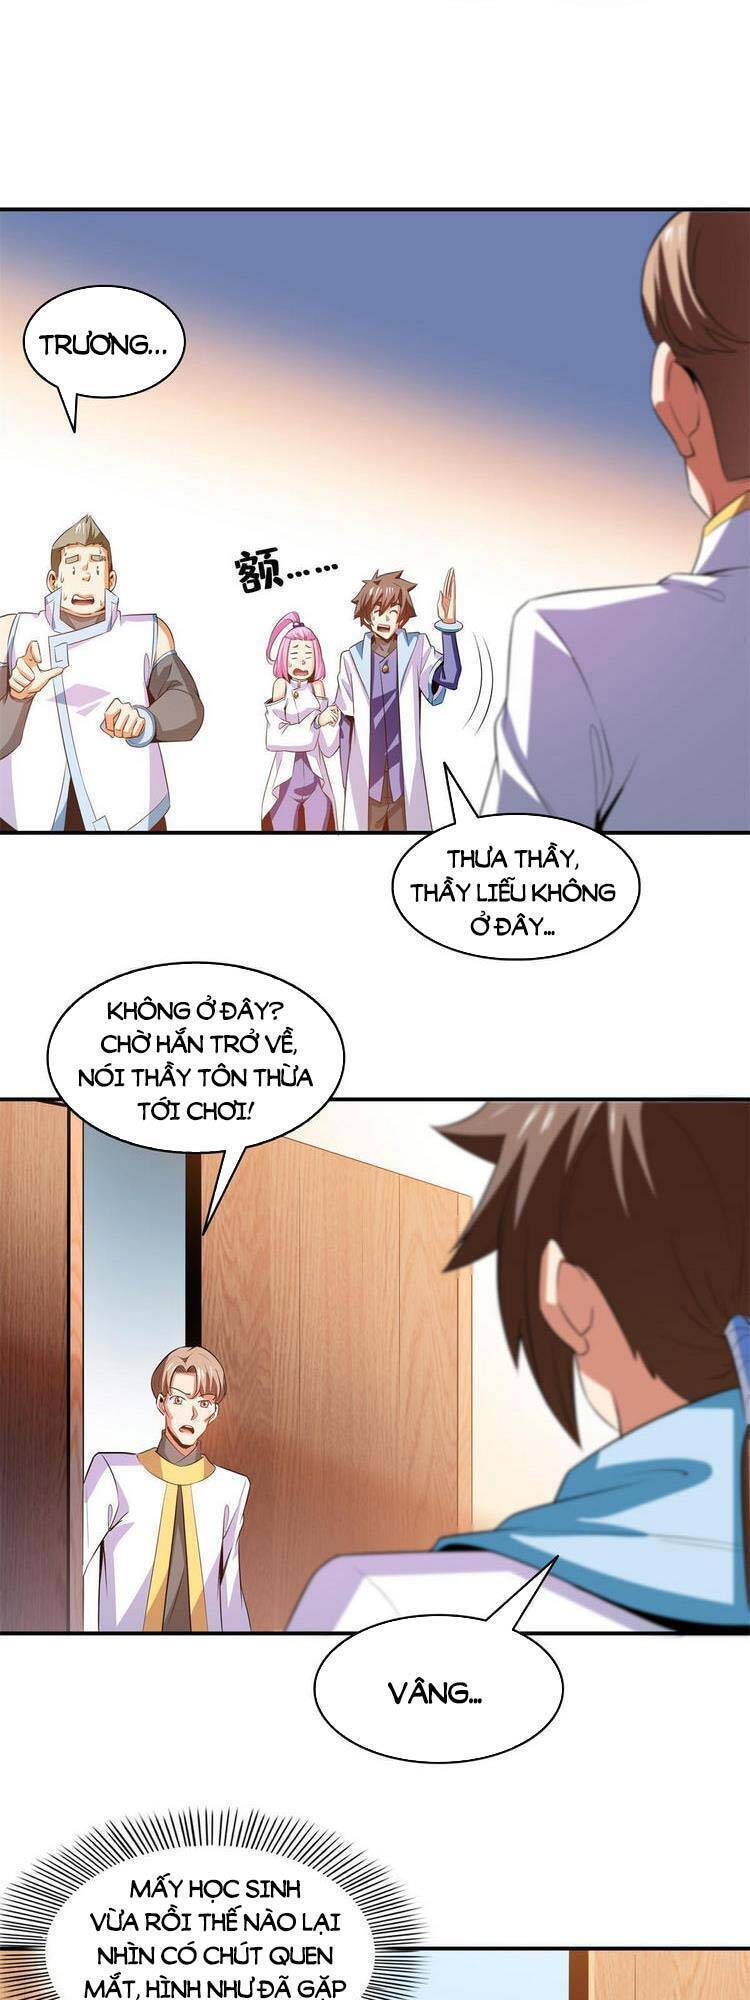 TRƯƠNG...
额……
THƯA THẦY,
THẦY LIỄU KHÔNG
Ở ĐÂY...
KHÔNG Ở ĐÂY?
CHỜ HẮN TRỞ VỀ,
NÓI THẦY TÔN THỪA
TỚI CHƠI!
VÂNG...
MẤY HỌC SINH
VỪA RỒI THẾ NÀO LẠI
NHÌN CÓ CHÚT QUEN
MẮT, HÌNH NHƯ ĐÃ GẶP